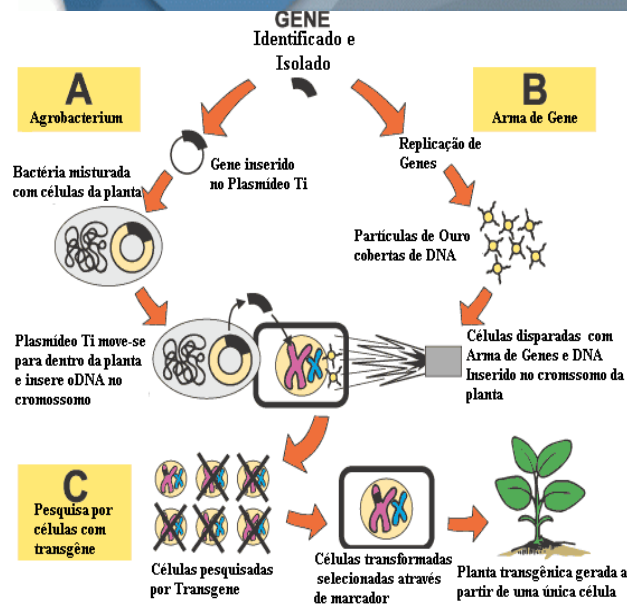 GENE
Identificado e
Isolado
A
Agrobacterium
B
Arma de Gene
Gene inserido
no Plasmídeo Ti
Replicação de
Genes
Bactéria misturada
com células da planta
Partículas de Ouro
cobertas de DNA
Plasmídeo Ti move-se
para dentro da planta
e insere oDNA no
cromossomo
Células disparadas com
Arma de Genes e DNA
Inserido no cromssomo da
planta
C
Pesquisa por
células com
transgêne
Células pesquisadas
por Transgene
Células transformadas
selecionadas através
de marcador
Planta transgênica gerada a
partir de uma única célula